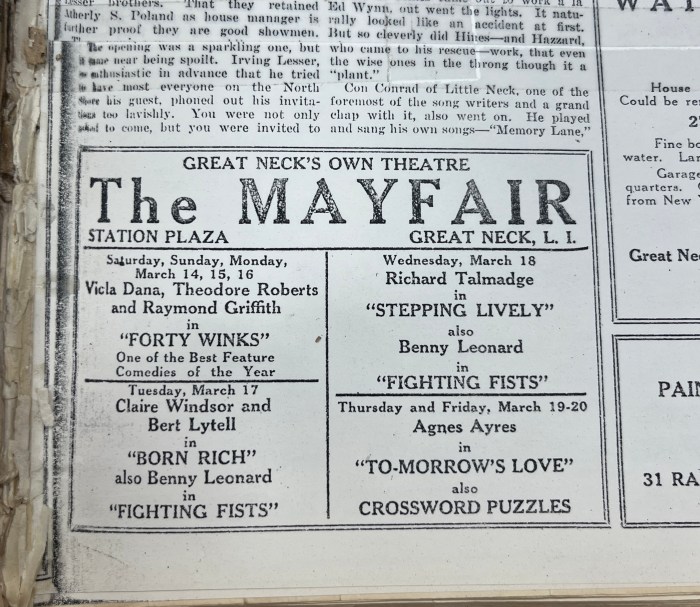 Lesser Brothers. That they retained
Atherly S. Poland as house manager is
further proof they are good showmen.
The opening was a sparkling one, but
it came near being spoilt. Irving Lesser,
so enthusiastic in advance that he tried
to have most everyone on the North
Shore his guest, phoned out his invita-
tions too lavishly. You were not only
asked to come, but you were invited to
Ed Wynn, out went the lights. It natu-
rally looked like an accident at first.
But so cleverly did Hines—and Hazzard,
who came to his rescue—work, that even
the wise ones in the throng though it a
"plant."
Con Conrad of Little Neck, one of the
foremost of the song writers and a grand
chap with it, also went on. He played
and sang his own songs—"Memory Lane,"
GREAT NECK'S OWN THEATRE
The MAYFAIR
STATION PLAZA GREAT NECK, L. I.
Saturday, Sunday, Monday,
March 14, 15, 16
Vicla Dana, Theodore Roberts
and Raymond Griffith
in
"FORTY WINKS"
One of the Best Feature
Comedies of the Year
Tuesday, March 17
Claire Windsor and
Bert Lytell
in
"BORN RICH"
also Benny Leonard
in
"FIGHTING FISTS"
Wednesday, March 18
Richard Talmadge
in
"STEPPING LIVELY"
also
Benny Leonard
in
"FIGHTING FISTS"
Thursday and Friday, March 19-20
Agnes Ayres
in
"TO-MORROW'S LOVE"
also
CROSSWORD PUZZLES
House
Could be re
Fine bo
water. Lar
Garage
quarters.
from New
Great Ne
PAI
31 RA